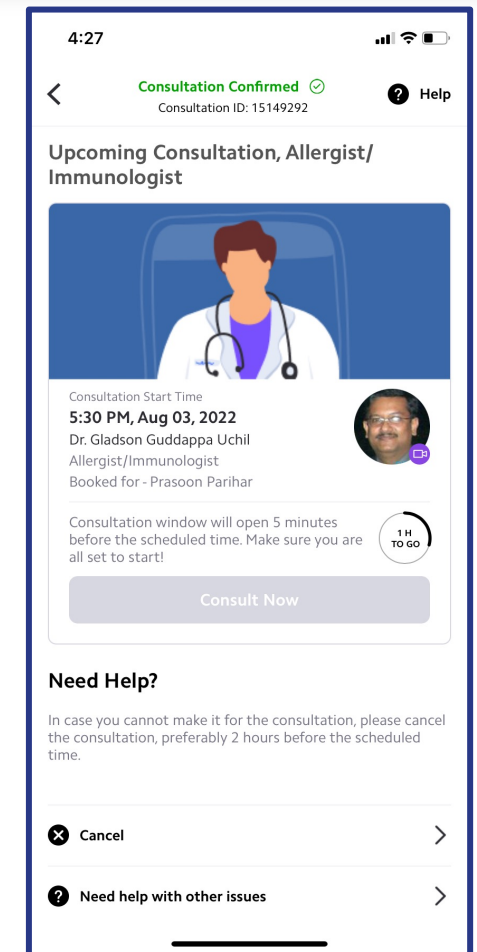 4:27
Consultation Confirmed
Consultation ID: 15149292
Help
Upcoming Consultation, Allergist/
Immunologist
Consultation Start Time
5:30 PM, Aug 03, 2022
Dr. Gladson Guddappa Uchil
Allergist/Immunologist
Booked for - Prasoon Parihar
Consultation window will open 5 minutes
before the scheduled time. Make sure you are
all set to start!
1 H
TO GO
Consult Now
Need Help?
In case you cannot make it for the consultation, please cancel
the consultation, preferably 2 hours before the scheduled
time.
Cancel
Need help with other issues